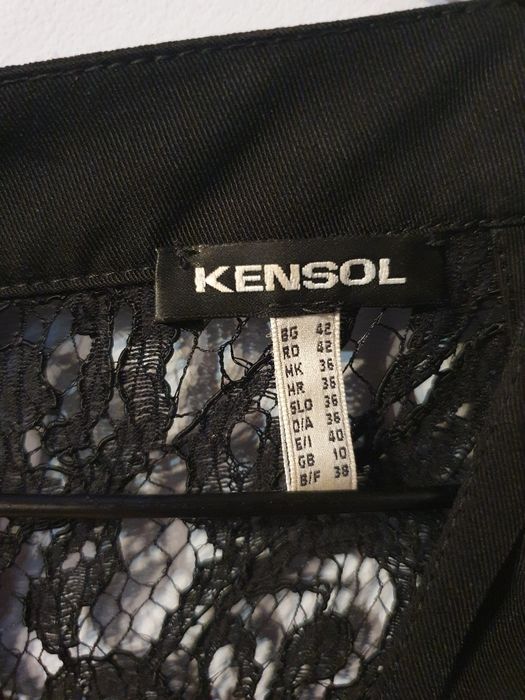 KENSOL
BG 42
RO 42
MK 36
HR 36
SLO 36
D/A 36
E/I 40
GB 10
B/F 38